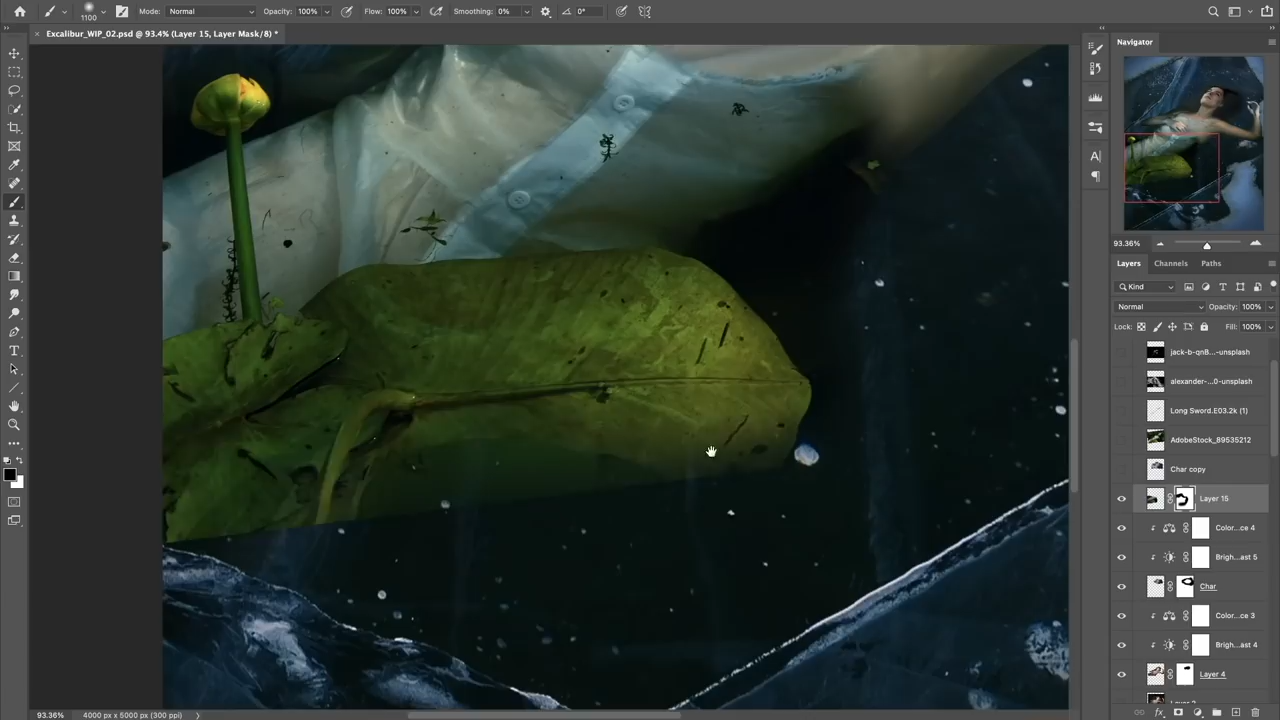 1100
Mode: Normal
Opacity: 100%
Flow: 100%
Smoothing: 0%
0°
× Excalibur_WIP_02.psd @ 93.4% (Layer 15, Layer Mask/8) *
Navigator
93.36%
Layers Channels Paths
Kind
Normal Opacity: 100%
Lock: Fill: 100%
jack-b-qnB...-unsplash
alexander-...0-unsplash
Long Sword.E03.2k (1)
AdobeStock_89535212
Char copy
Layer 15
Color...ce 4
Brigh...ast 5
Char
Color...ce 3
Brigh...ast 4
Layer 4
93.36% 4000 px x 5000 px (300 ppi)